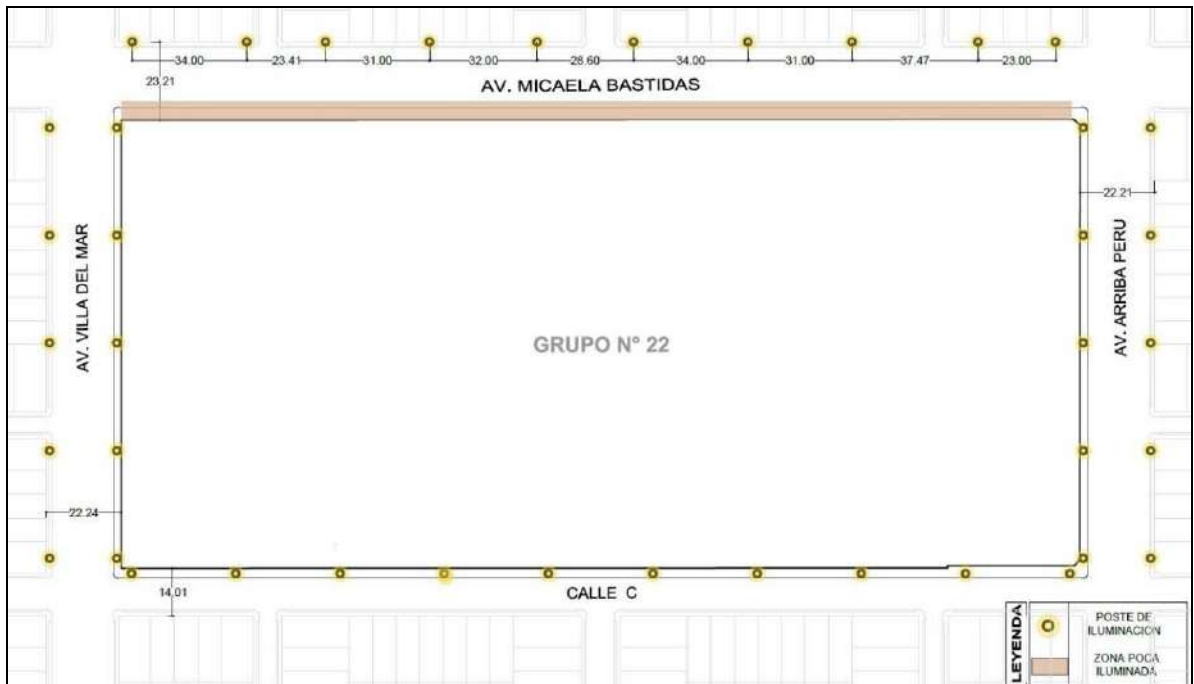 34.00 23.41 31.00 32.00 28.60 34.00 31.00 37.47 23.00
23.21
AV. MICAELA BASTIDAS
22.21
AV. VILLA DEL MAR
AV. ARRIBA PERU
GRUPO N° 22
22.24
14.01
CALLE C
LEYENDA
POSTE DE
ILUMINACION
ZONA POCA
ILUMINADA